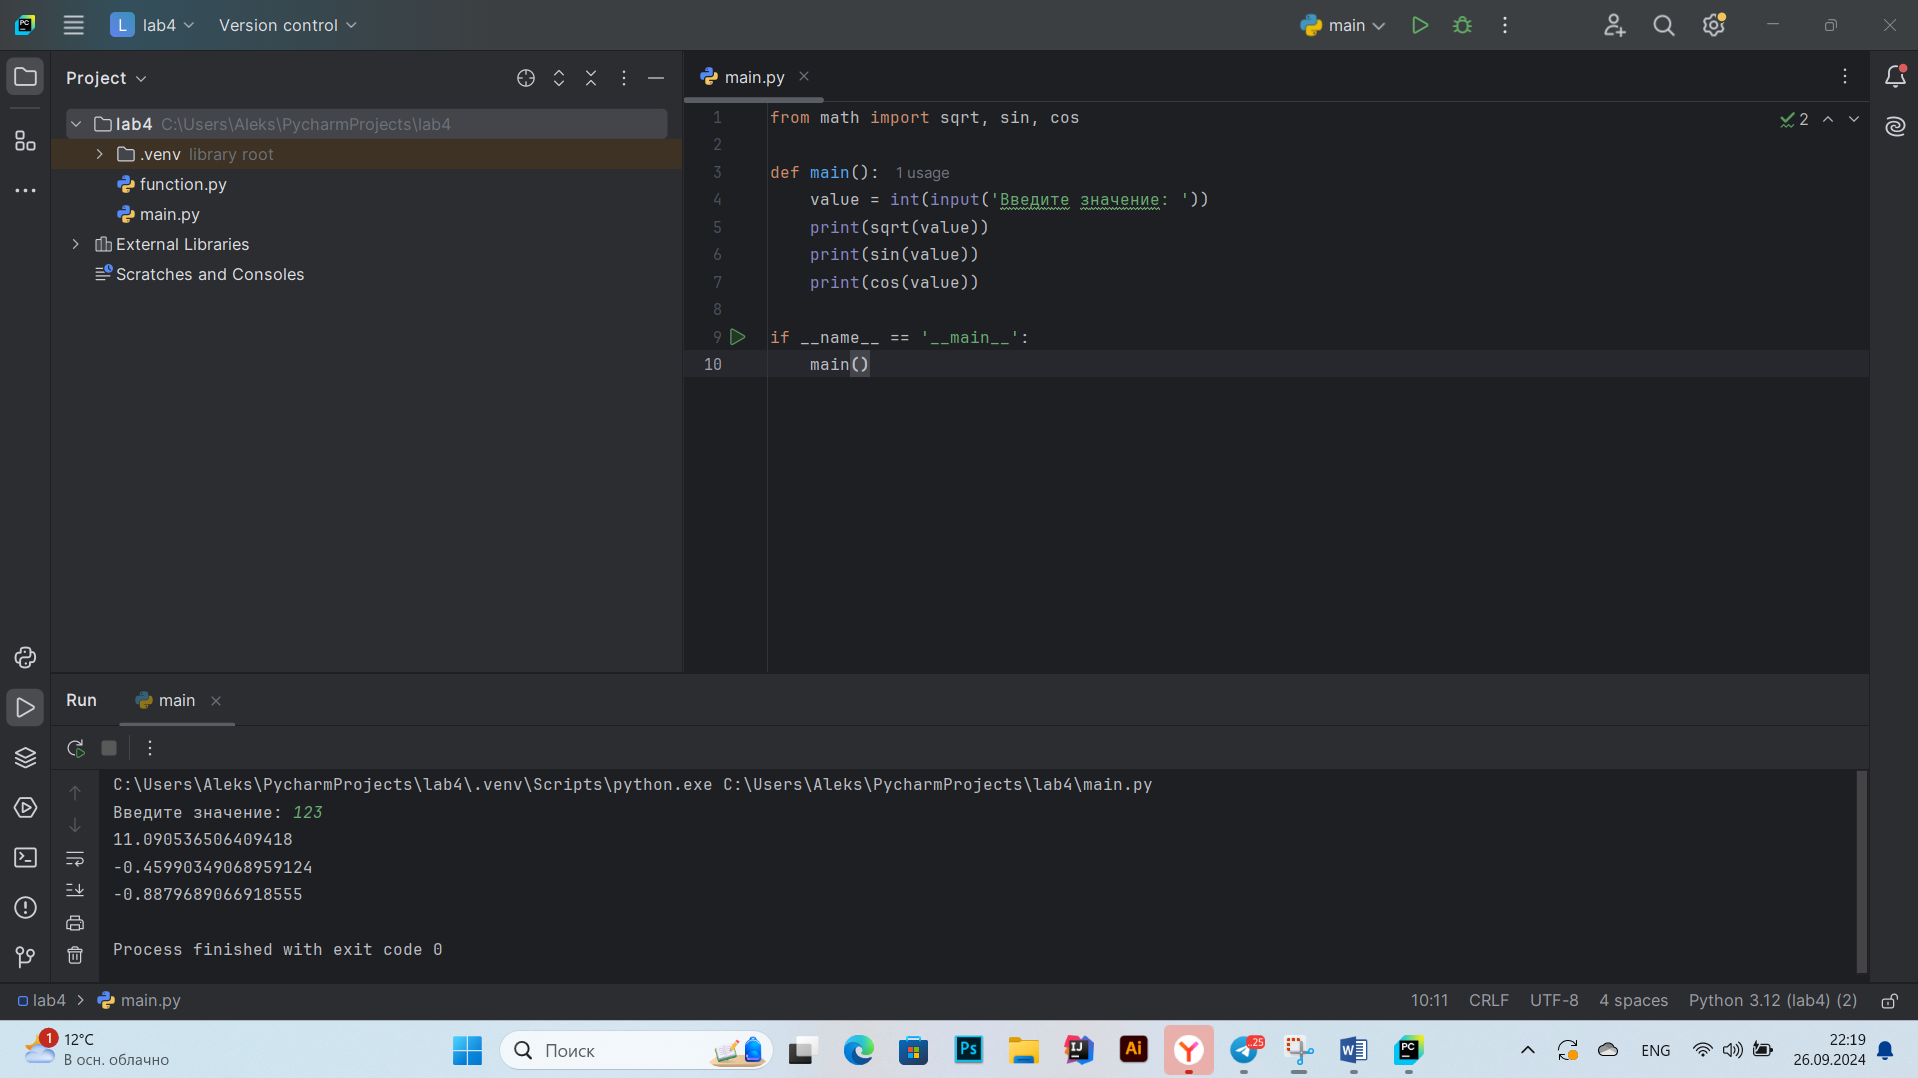 L lab4 Version control main
Project
main.py
lab4 C:\Users\Aleks\PycharmProjects\lab4
.venv library root
function.py
main.py
External Libraries
Scratches and Consoles
2
1 from math import sqrt, sin, cos
2
3 def main(): 1 usage
4 value = int(input('Введите значение: '))
5 print(sqrt(value))
6 print(sin(value))
7 print(cos(value))
8
9 if __name__ == '__main__':
10 main()
Run main
C:\Users\Aleks\PycharmProjects\lab4\.venv\Scripts\python.exe C:\Users\Aleks\PycharmProjects\lab4\main.py
Введите значение: 123
11.090536506409418
-0.45990349068959124
-0.8879689066918555
Process finished with exit code 0
lab4 main.py 10:11 CRLF UTF-8 4 spaces Python 3.12 (lab4) (2)
1 12°C
В осн. облачно
Поиск
Ps
IJ
Ai
Y
..25
W
PC
ENG
22:19
26.09.2024